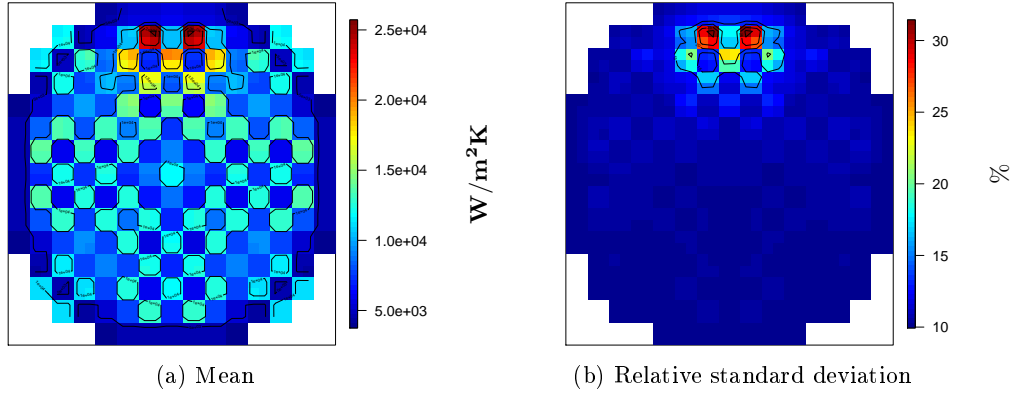 2.5e+04
2.0e+04
1.5e+04
1.0e+04
5.0e+03
W/m²K
30
25
20
15
10
%
(a) Mean
(b) Relative standard deviation